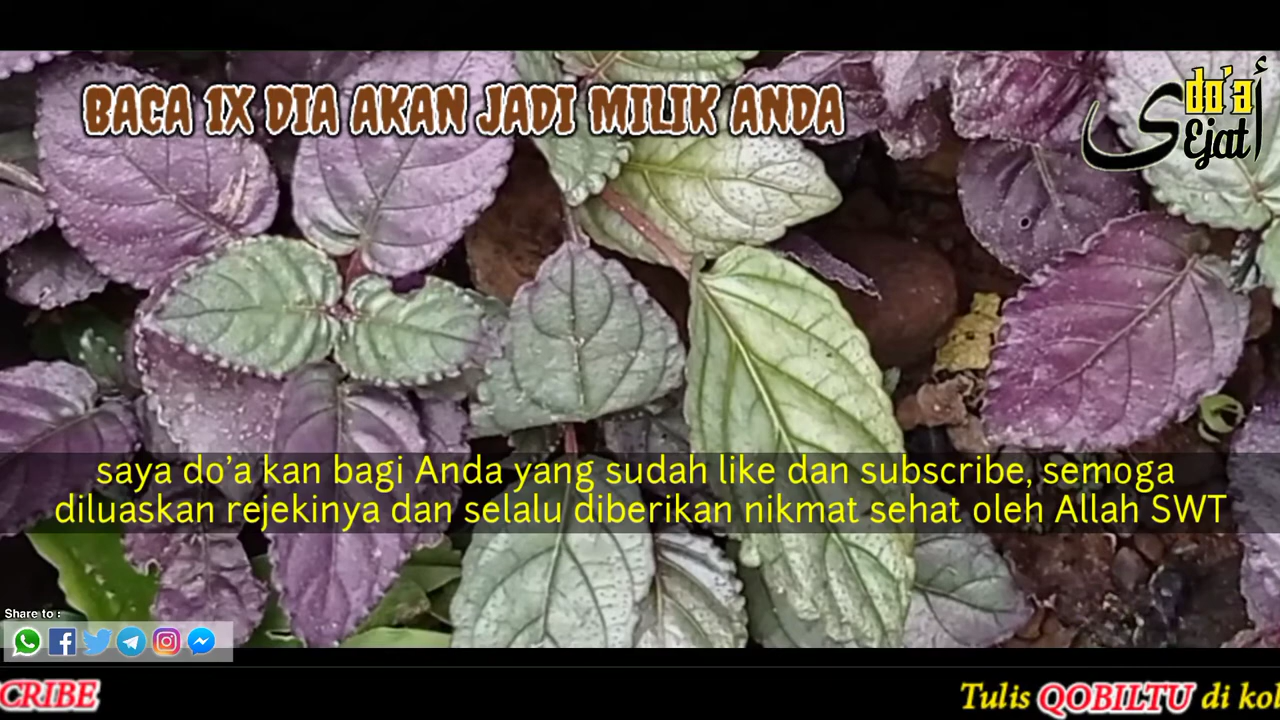 BACA 1X DIA AKAN JADI MILIK ANDA
do'a
Ejati
saya do'a kan bagi Anda yang sudah like dan subscribe, semoga
diluaskan rejekinya dan selalu diberikan nikmat sehat oleh Allah SWT
Share to :
CRIBE Tulis QOBILTU di kol